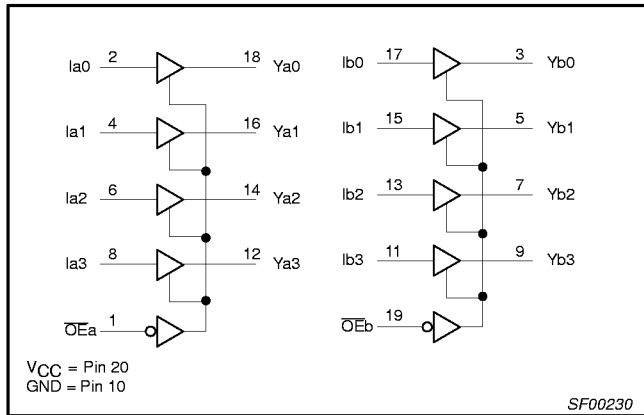 Ia0 2 18 Ya0
Ia1 4 16 Ya1
Ia2 6 14 Ya2
Ia3 8 12 Ya3
O̅E̅a 1
Ib0 17 3 Yb0
Ib1 15 5 Yb1
Ib2 13 7 Yb2
Ib3 11 9 Yb3
O̅E̅b 19
VCC = Pin 20
GND = Pin 10
SF00230